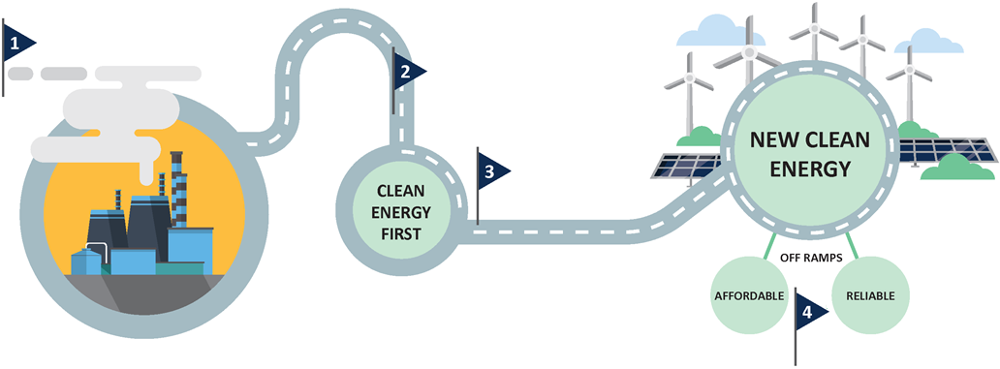 1
2
3
CLEAN
ENERGY
FIRST
NEW CLEAN
ENERGY
OFF RAMPS
AFFORDABLE
RELIABLE
4